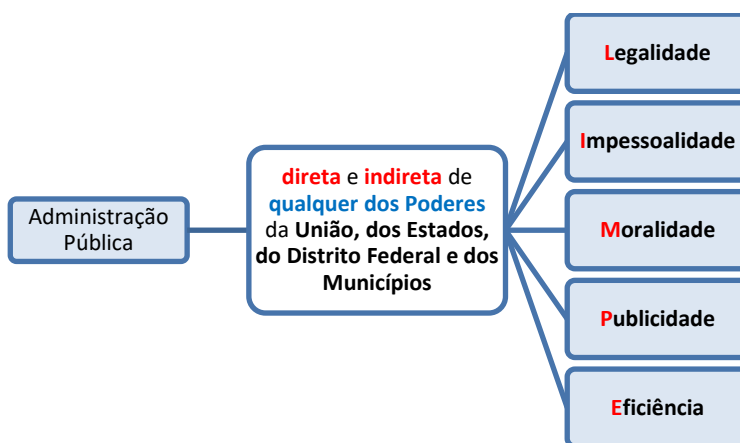 Administração
Pública
direta e indireta de
qualquer dos Poderes
da União, dos Estados,
do Distrito Federal e dos
Municípios
Legalidade
Impessoalidade
Moralidade
Publicidade
Eficiência